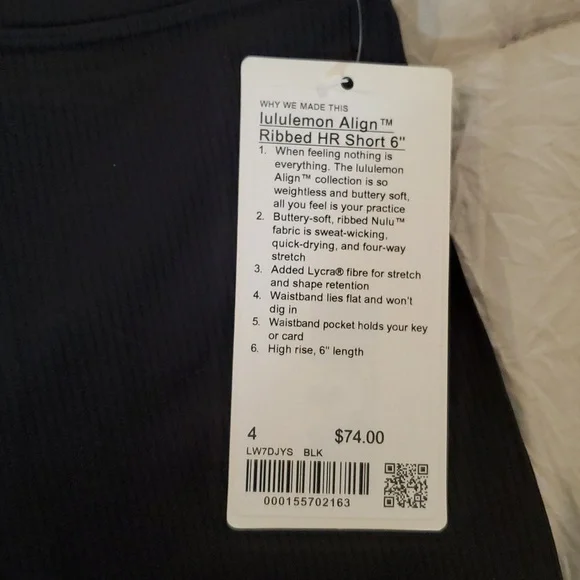 WHY WE MADE THIS
lululemon Align™
Ribbed HR Short 6"
1. When feeling nothing is
everything. The lululemon
Align™ collection is so
weightless and buttery soft,
all you feel is your practice
2. Buttery-soft, ribbed Nulu™
fabric is sweat-wicking,
quick-drying, and four-way
stretch
3. Added Lycra® fibre for stretch
and shape retention
4. Waistband lies flat and won't
dig in
5. Waistband pocket holds your key
or card
6. High rise, 6" length
4 $74.00
LW7DJYS BLK
000155702163